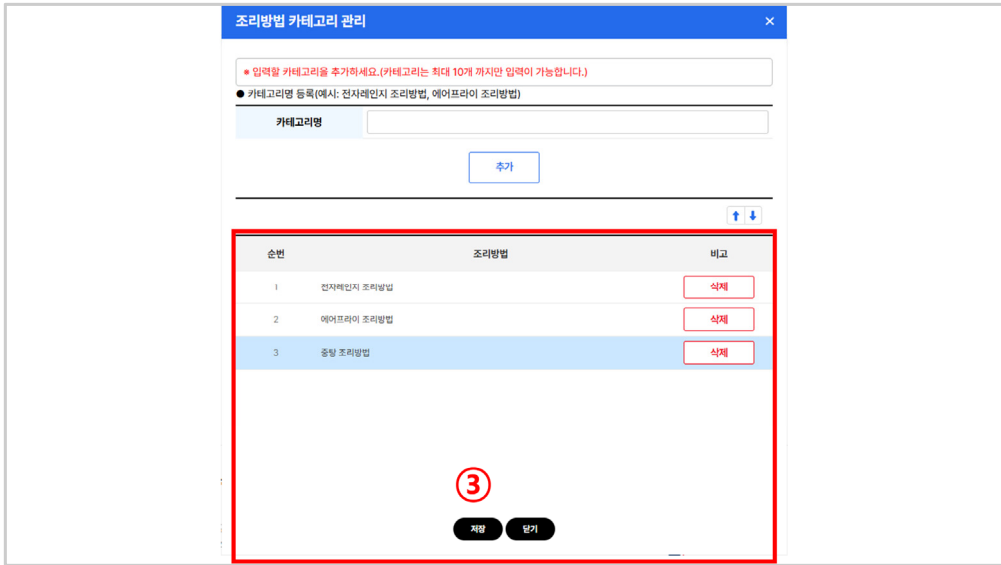 조리방법 카테고리 관리 ×
※ 입력할 카테고리을 추가하세요.(카테고리는 최대 10개 까지만 입력이 가능합니다.)
● 카테고리명 등록(예시: 전자레인지 조리방법, 에어프라이 조리방법)
카테고리명
추가
순번 조리방법 비고
1 전자레인지 조리방법 삭제
2 에어프라이 조리방법 삭제
3 중탕 조리방법 삭제
③
저장 닫기